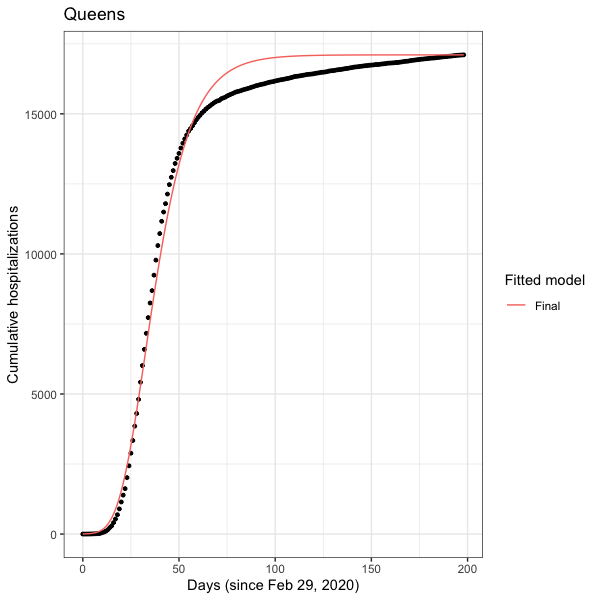 Queens
Cumulative hospitalizations
15000
10000
5000
0
0 50 100 150 200
Days (since Feb 29, 2020)
Fitted model
Final